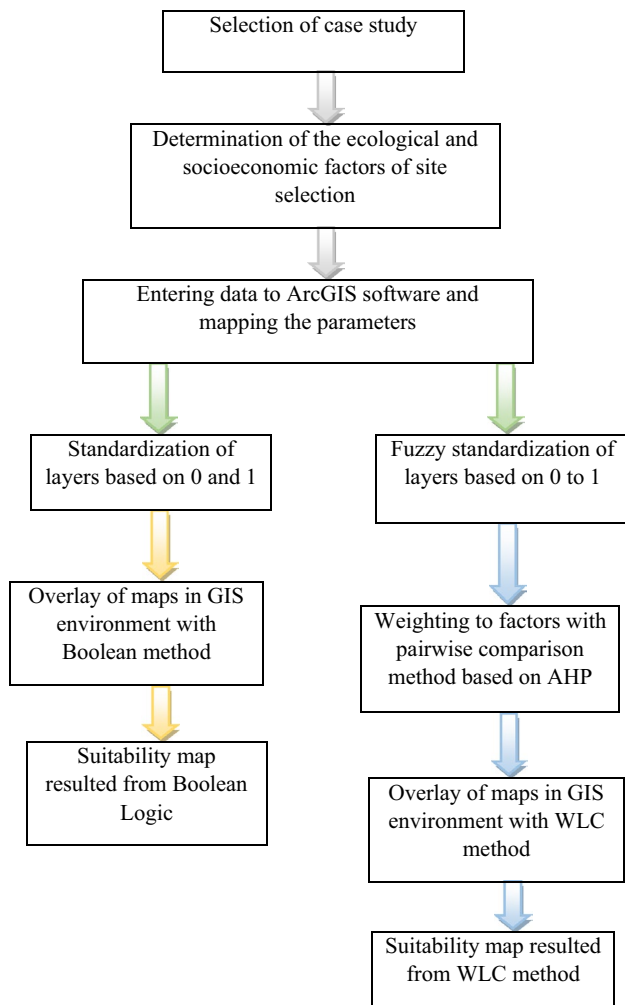 Selection of case study
Determination of the ecological and
socioeconomic factors of site
selection
Entering data to ArcGIS software and
mapping the parameters
Standardization of
layers based on 0 and 1
Overlay of maps in GIS
environment with
Boolean method
Suitability map
resulted from Boolean
Logic
Fuzzy standardization of
layers based on 0 to 1
Weighting to factors with
pairwise comparison
method based on AHP
Overlay of maps in GIS
environment with WLC
method
Suitability map resulted
from WLC method